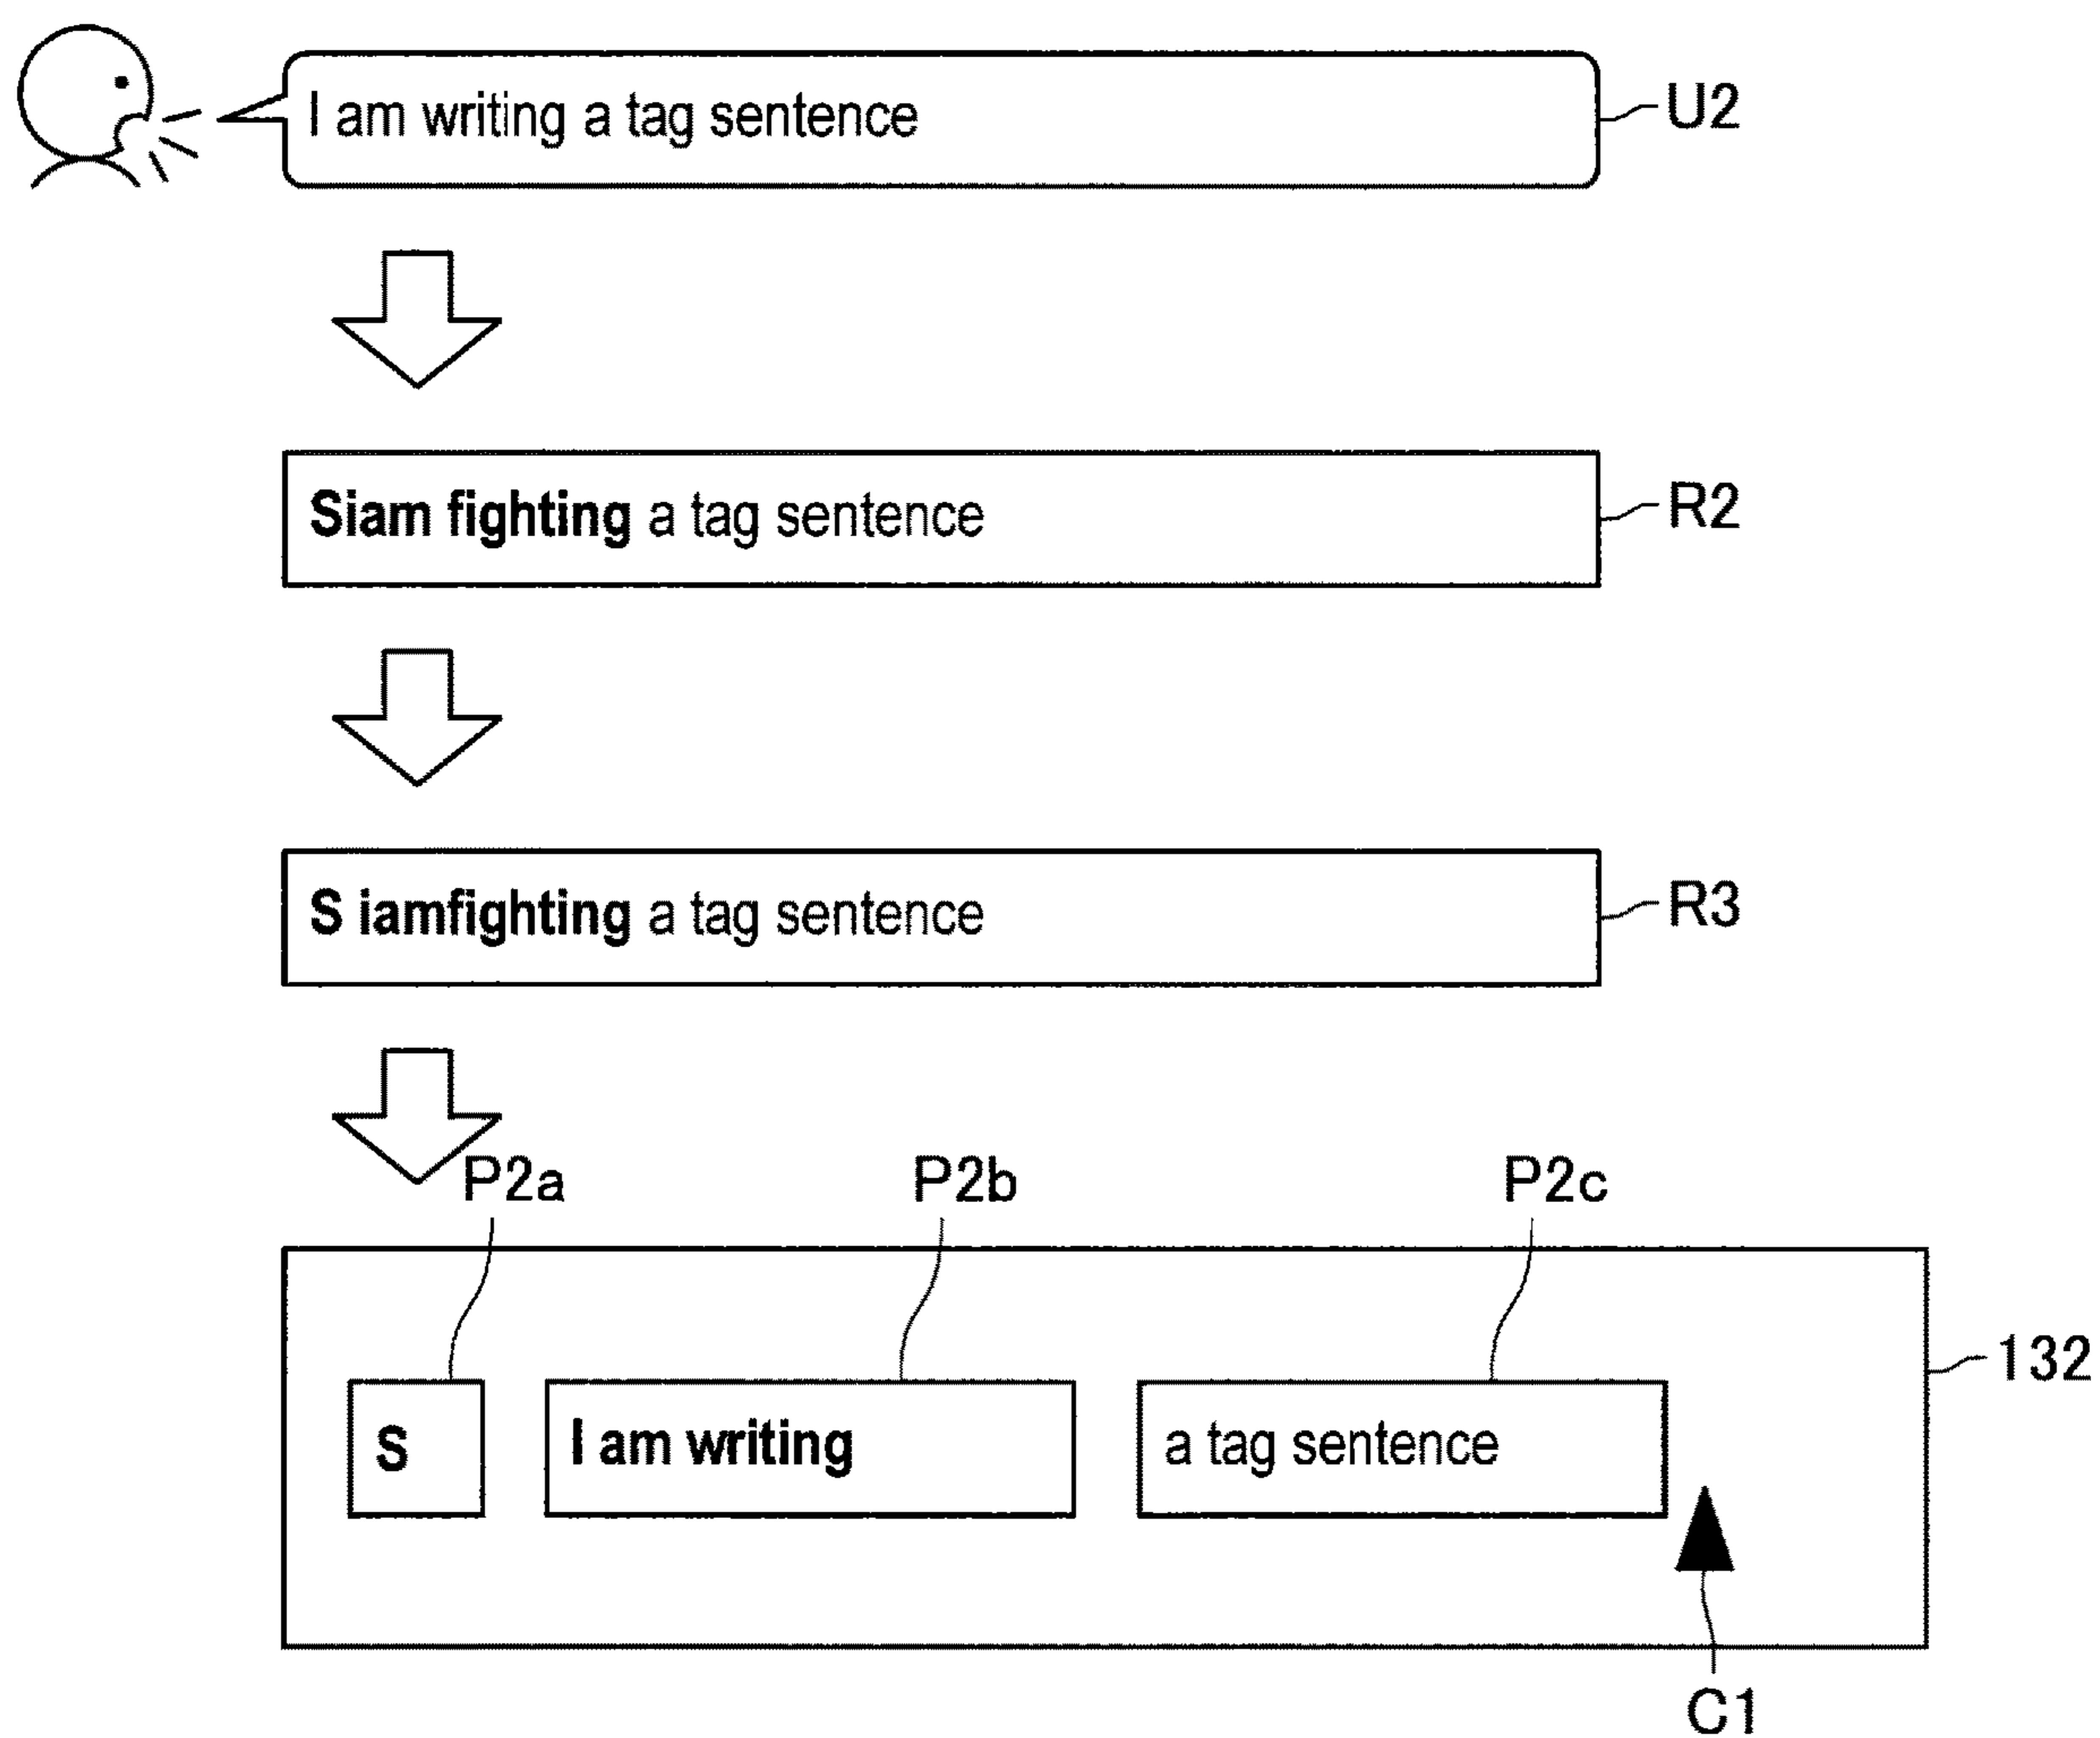 I am writing a tag sentence
U2
Siam fighting a tag sentence
R2
S iamfighting a tag sentence
R3
P2a P2b P2c
132
S I am writing a tag sentence
C1